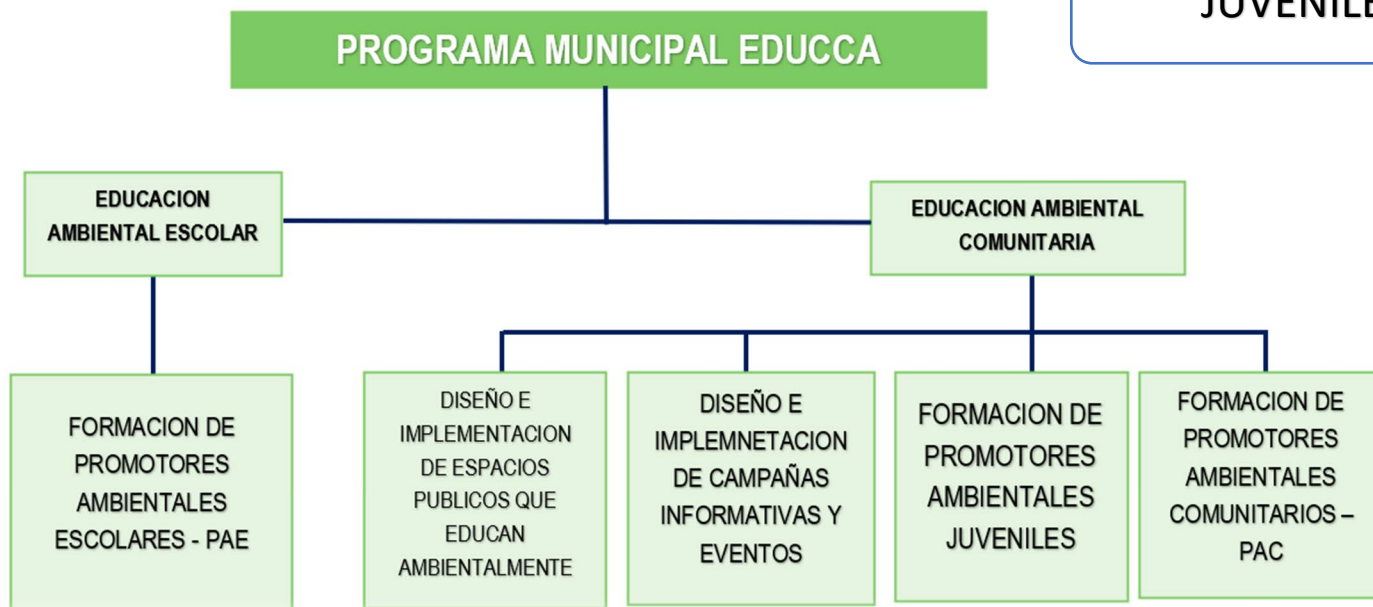 JUVENILE
PROGRAMA MUNICIPAL EDUCCA
EDUCACION
AMBIENTAL ESCOLAR
EDUCACION AMBIENTAL
COMUNITARIA
FORMACION DE
PROMOTORES
AMBIENTALES
ESCOLARES - PAE
DISEÑO E
IMPLEMENTACION
DE ESPACIOS
PUBLICOS QUE
EDUCAN
AMBIENTALMENTE
DISEÑO E
IMPLEMNETACION
DE CAMPAÑAS
INFORMATIVAS Y
EVENTOS
FORMACION DE
PROMOTORES
AMBIENTALES
JUVENILES
FORMACION DE
PROMOTORES
AMBIENTALES
COMUNITARIOS –
PAC